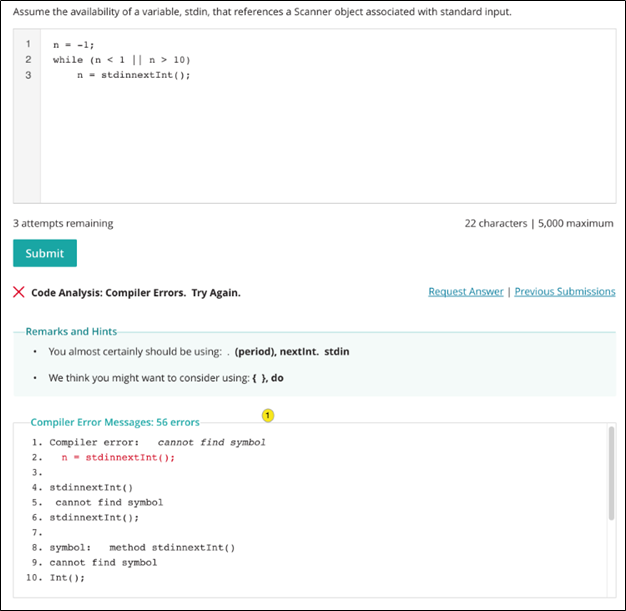 Assume the availability of a variable, stdin, that references a Scanner object associated with standard input.
1 n = -1;
2 while (n < 1 || n > 10)
3 n = stdinnextInt();
3 attempts remaining 22 characters | 5,000 maximum
Submit
Code Analysis: Compiler Errors. Try Again. Request Answer | Previous Submissions
Remarks and Hints
• You almost certainly should be using: . (period), nextInt. stdin
• We think you might want to consider using: { }, do
Compiler Error Messages: 56 errors 1
1. Compiler error: cannot find symbol
2. n = stdinnextInt();
3.
4. stdinnextInt()
5. cannot find symbol
6. stdinnextInt();
7.
8. symbol: method stdinnextInt()
9. cannot find symbol
10. Int();